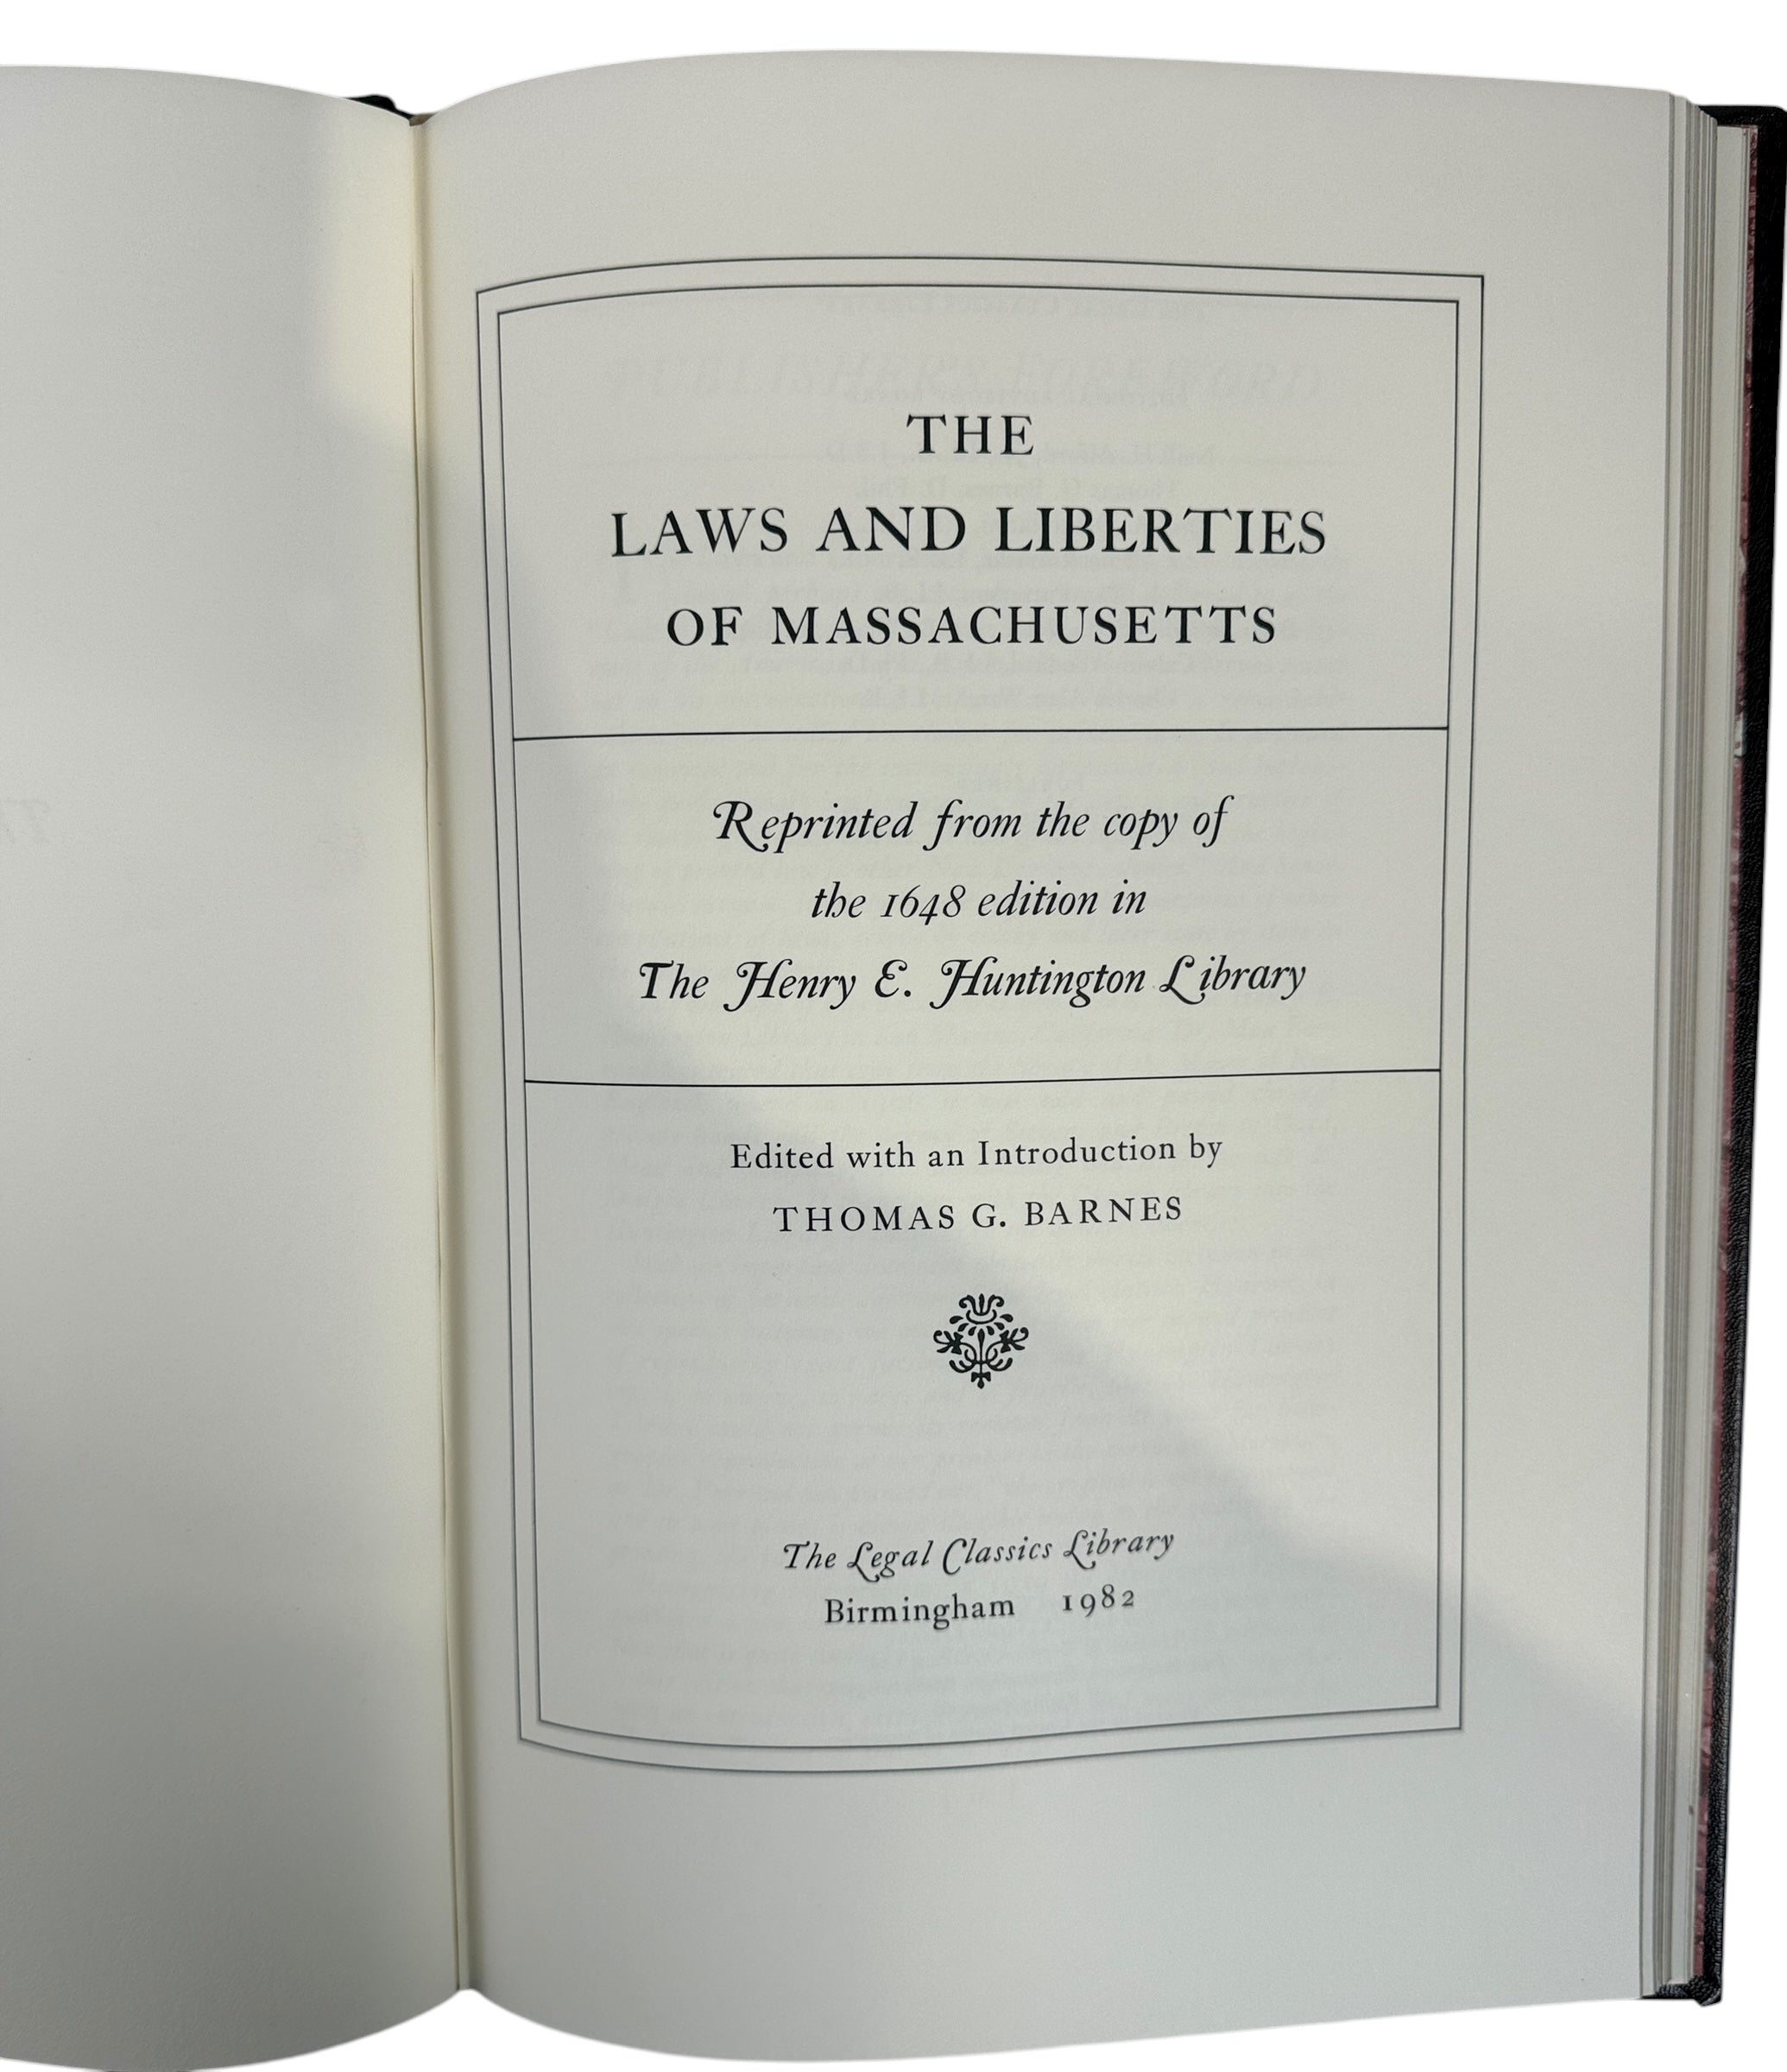 THE
LAWS AND LIBERTIES
OF MASSACHUSETTS
Reprinted from the copy of
the 1648 edition in
The Henry E. Huntington Library
Edited with an Introduction by
THOMAS G. BARNES
The Legal Classics Library
Birmingham 1982